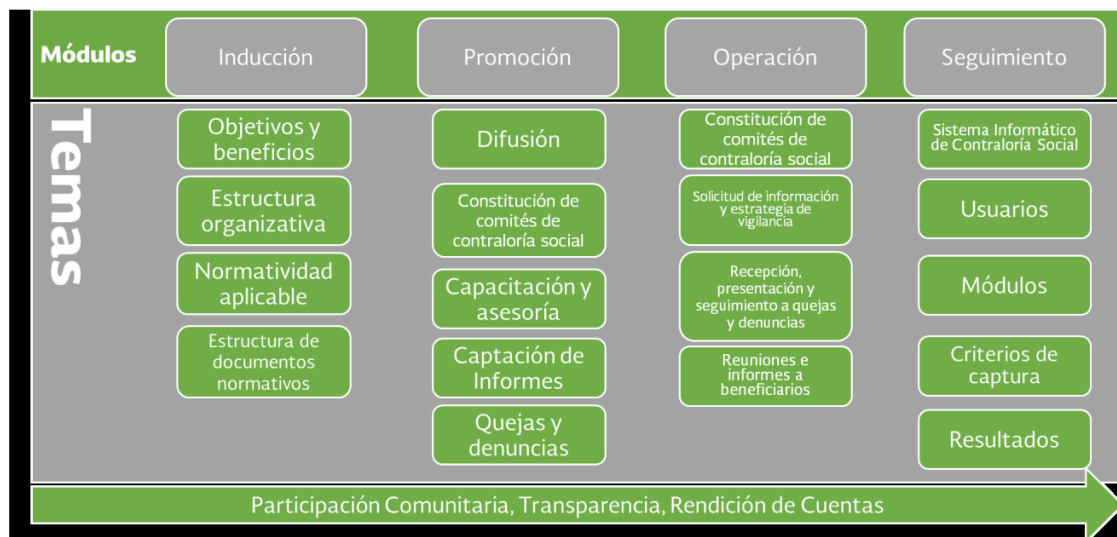 Módulos
Inducción
Promoción
Operación
Seguimiento
Temas
Objetivos y
beneficios
Estructura
organizativa
Normatividad
aplicable
Estructura de
documentos
normativos
Difusión
Constitución de
comités de
contraloría social
Capacitación y
asesoría
Captación de
Informes
Quejas y
denuncias
Constitución de
comités de
contraloría social
Solicitud de información
y estrategia de
vigilancia
Recepción,
presentación y
seguimiento a quejas
y denuncias
Reuniones e
informes a
beneficiarios
Sistema Informático
de Contraloría Social
Usuarios
Módulos
Criterios de
captura
Resultados
Participación Comunitaria, Transparencia, Rendición de Cuentas